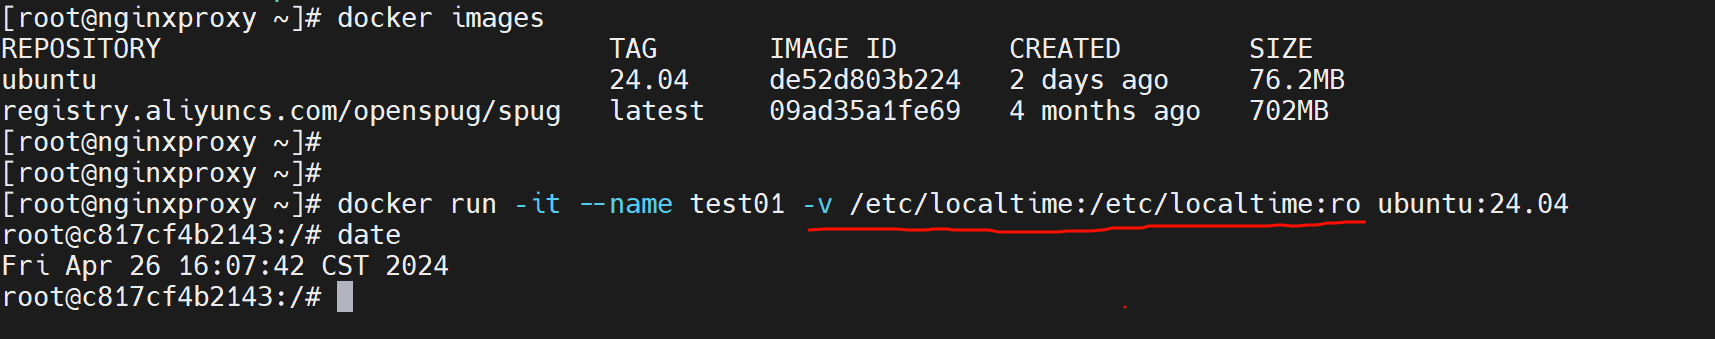 [root@nginxproxy ~]# docker images
REPOSITORY TAG IMAGE ID CREATED SIZE
ubuntu 24.04 de52d803b224 2 days ago 76.2MB
registry.aliyuncs.com/openspug/spug latest 09ad35a1fe69 4 months ago 702MB
[root@nginxproxy ~]#
[root@nginxproxy ~]#
[root@nginxproxy ~]# docker run -it --name test01 -v /etc/localtime:/etc/localtime:ro ubuntu:24.04
root@c817cf4b2143:/# date
Fri Apr 26 16:07:42 CST 2024
root@c817cf4b2143:/#